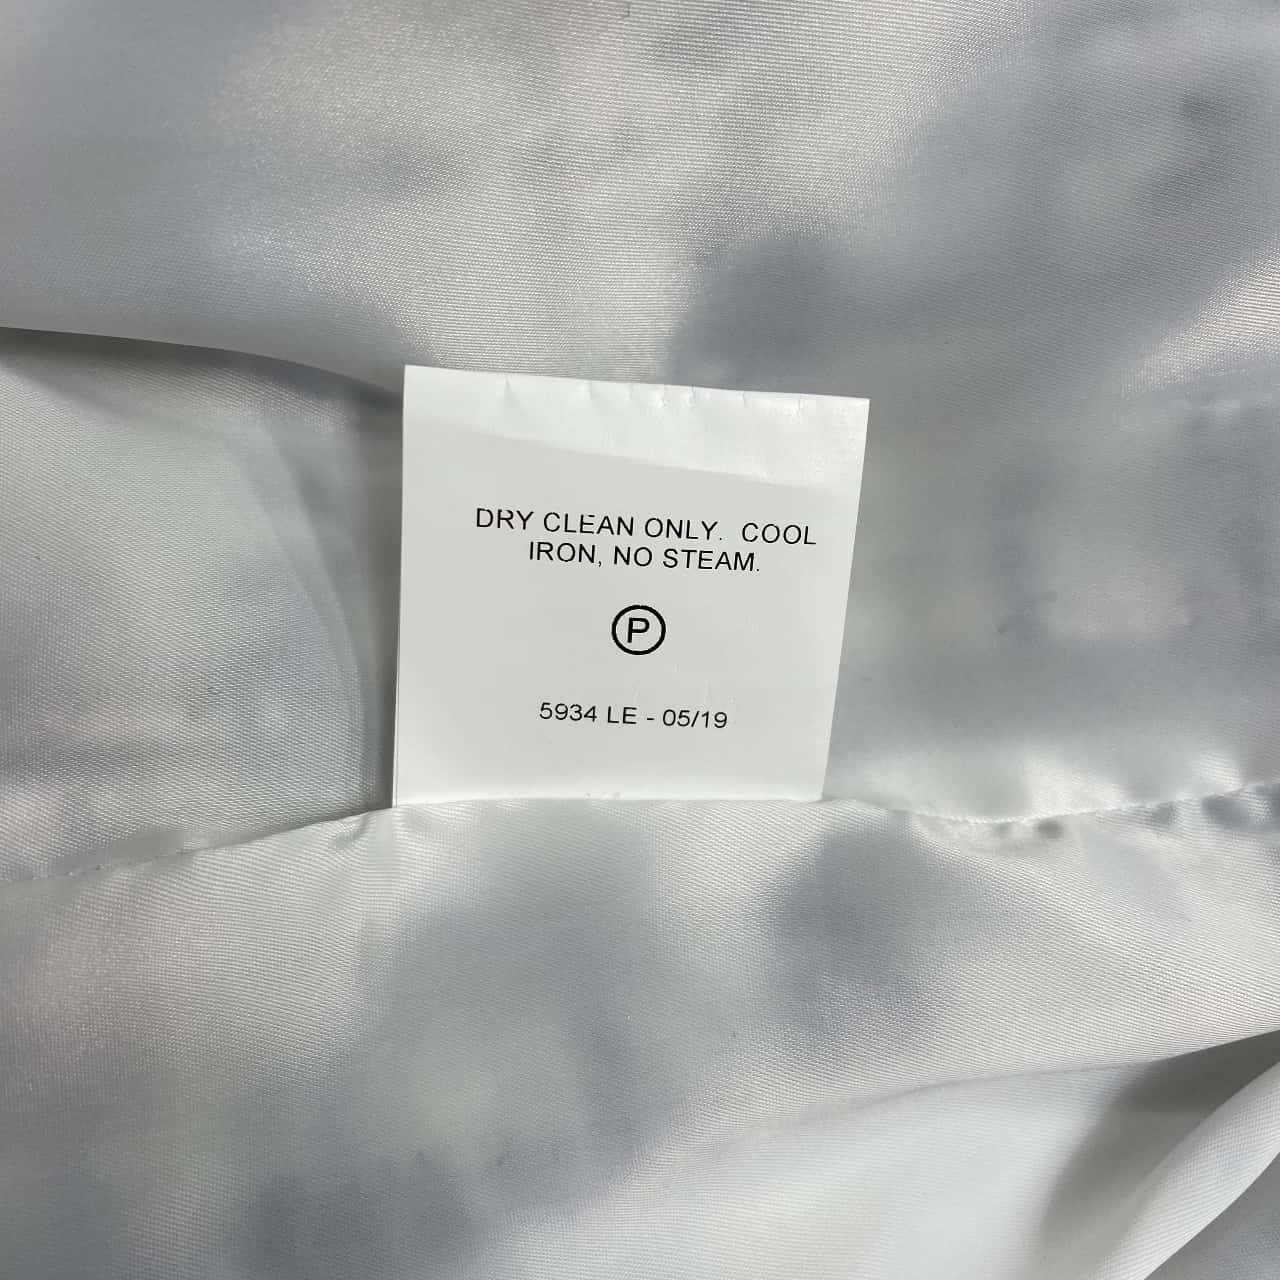 DRY CLEAN ONLY. COOL
IRON, NO STEAM.
P
5934 LE - 05/19